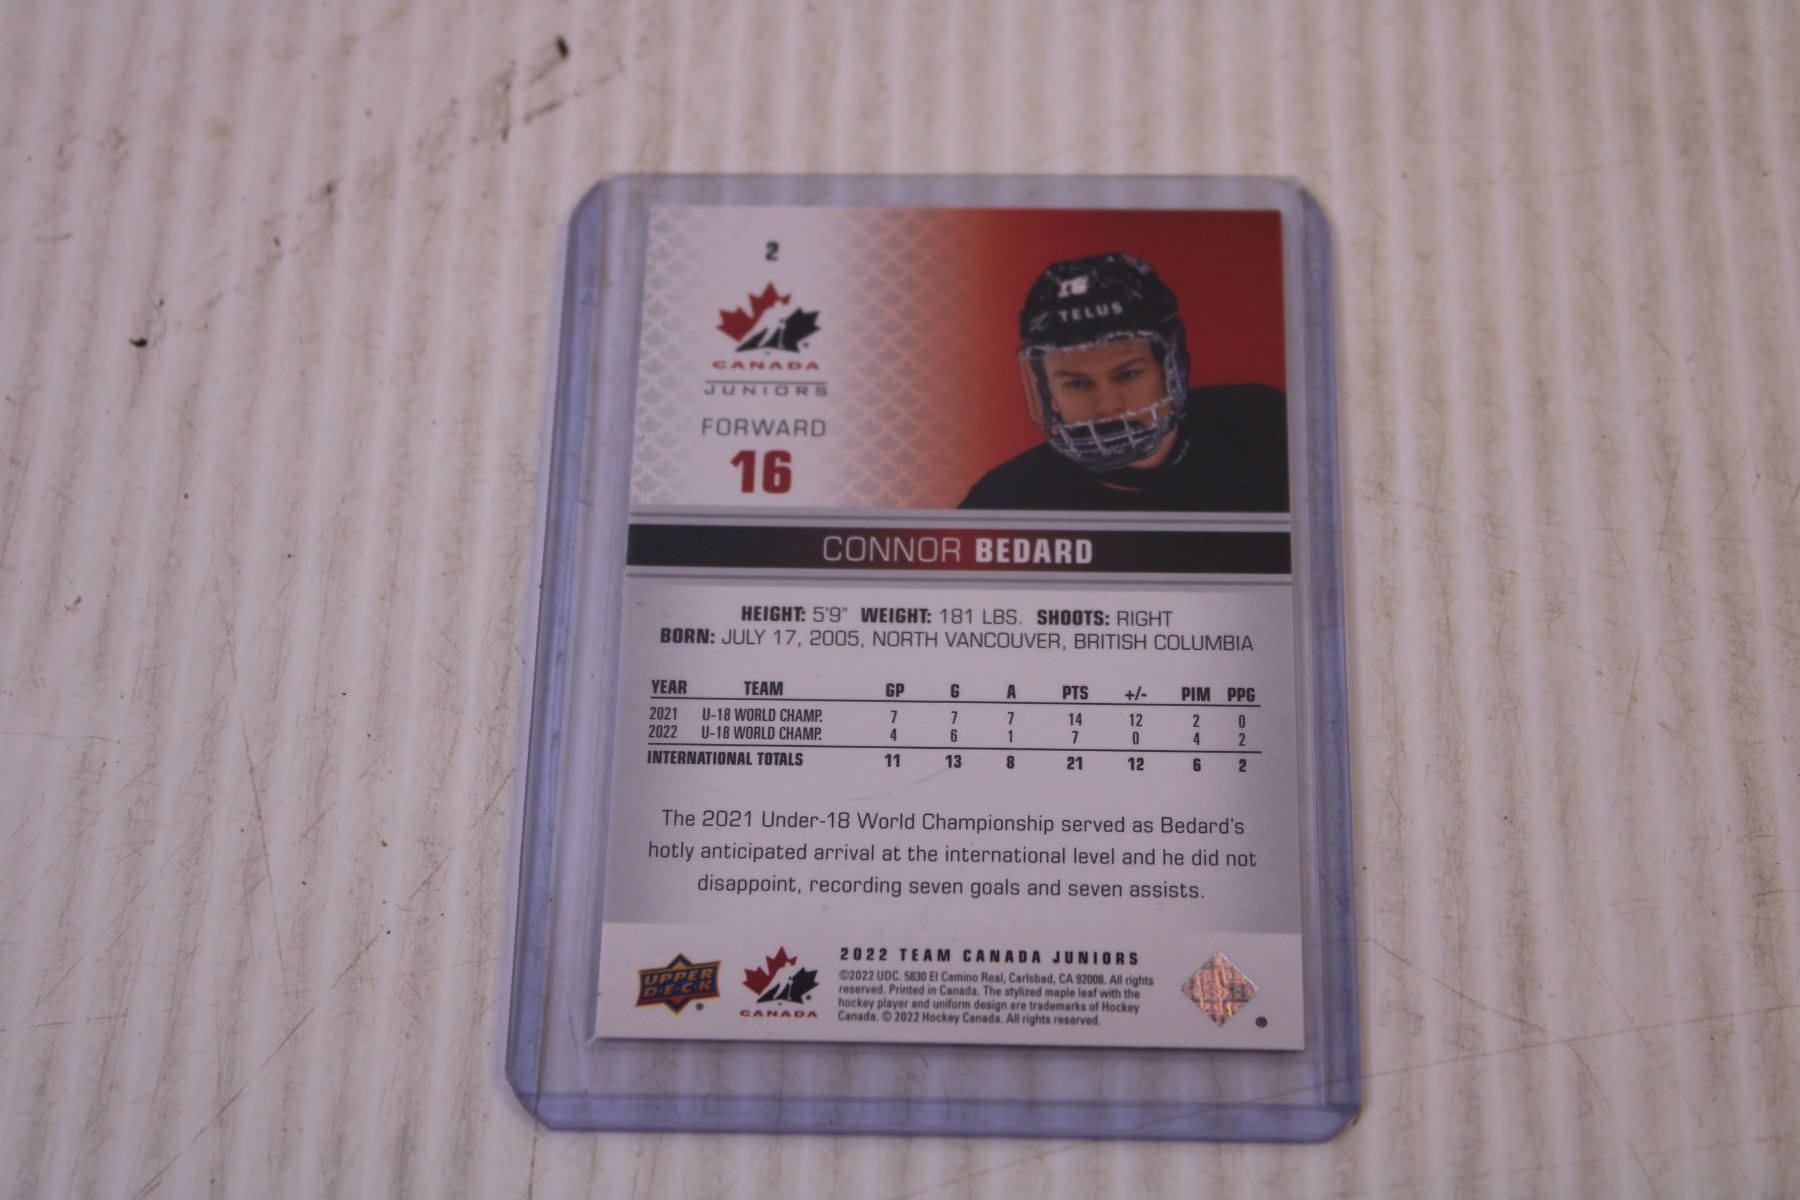 2
CANADA
JUNIORS
FORWARD
16
16
TELUS
CONNOR BEDARD
HEIGHT: 5'9" WEIGHT: 181 LBS. SHOOTS: RIGHT
BORN: JULY 17, 2005, NORTH VANCOUVER, BRITISH COLUMBIA
YEAR TEAM GP G A PTS +/- PIM PPG
2021 U-18 WORLD CHAMP. 7 7 7 14 12 2 0
2022 U-18 WORLD CHAMP. 4 6 1 7 0 4 2
INTERNATIONAL TOTALS 11 13 8 21 12 6 2
The 2021 Under-18 World Championship served as Bedard's
hotly anticipated arrival at the international level and he did not
disappoint, recording seven goals and seven assists.
UPPER
D·E·C·K
®
CANADA
2022 TEAM CANADA JUNIORS
©2022 UDC. 5830 El Camino Real, Carlsbad, CA 92008. All rights
reserved. Printed in Canada. The stylized maple leaf with the
hockey player and uniform design are trademarks of Hockey
Canada. © 2022 Hockey Canada. All rights reserved.
®